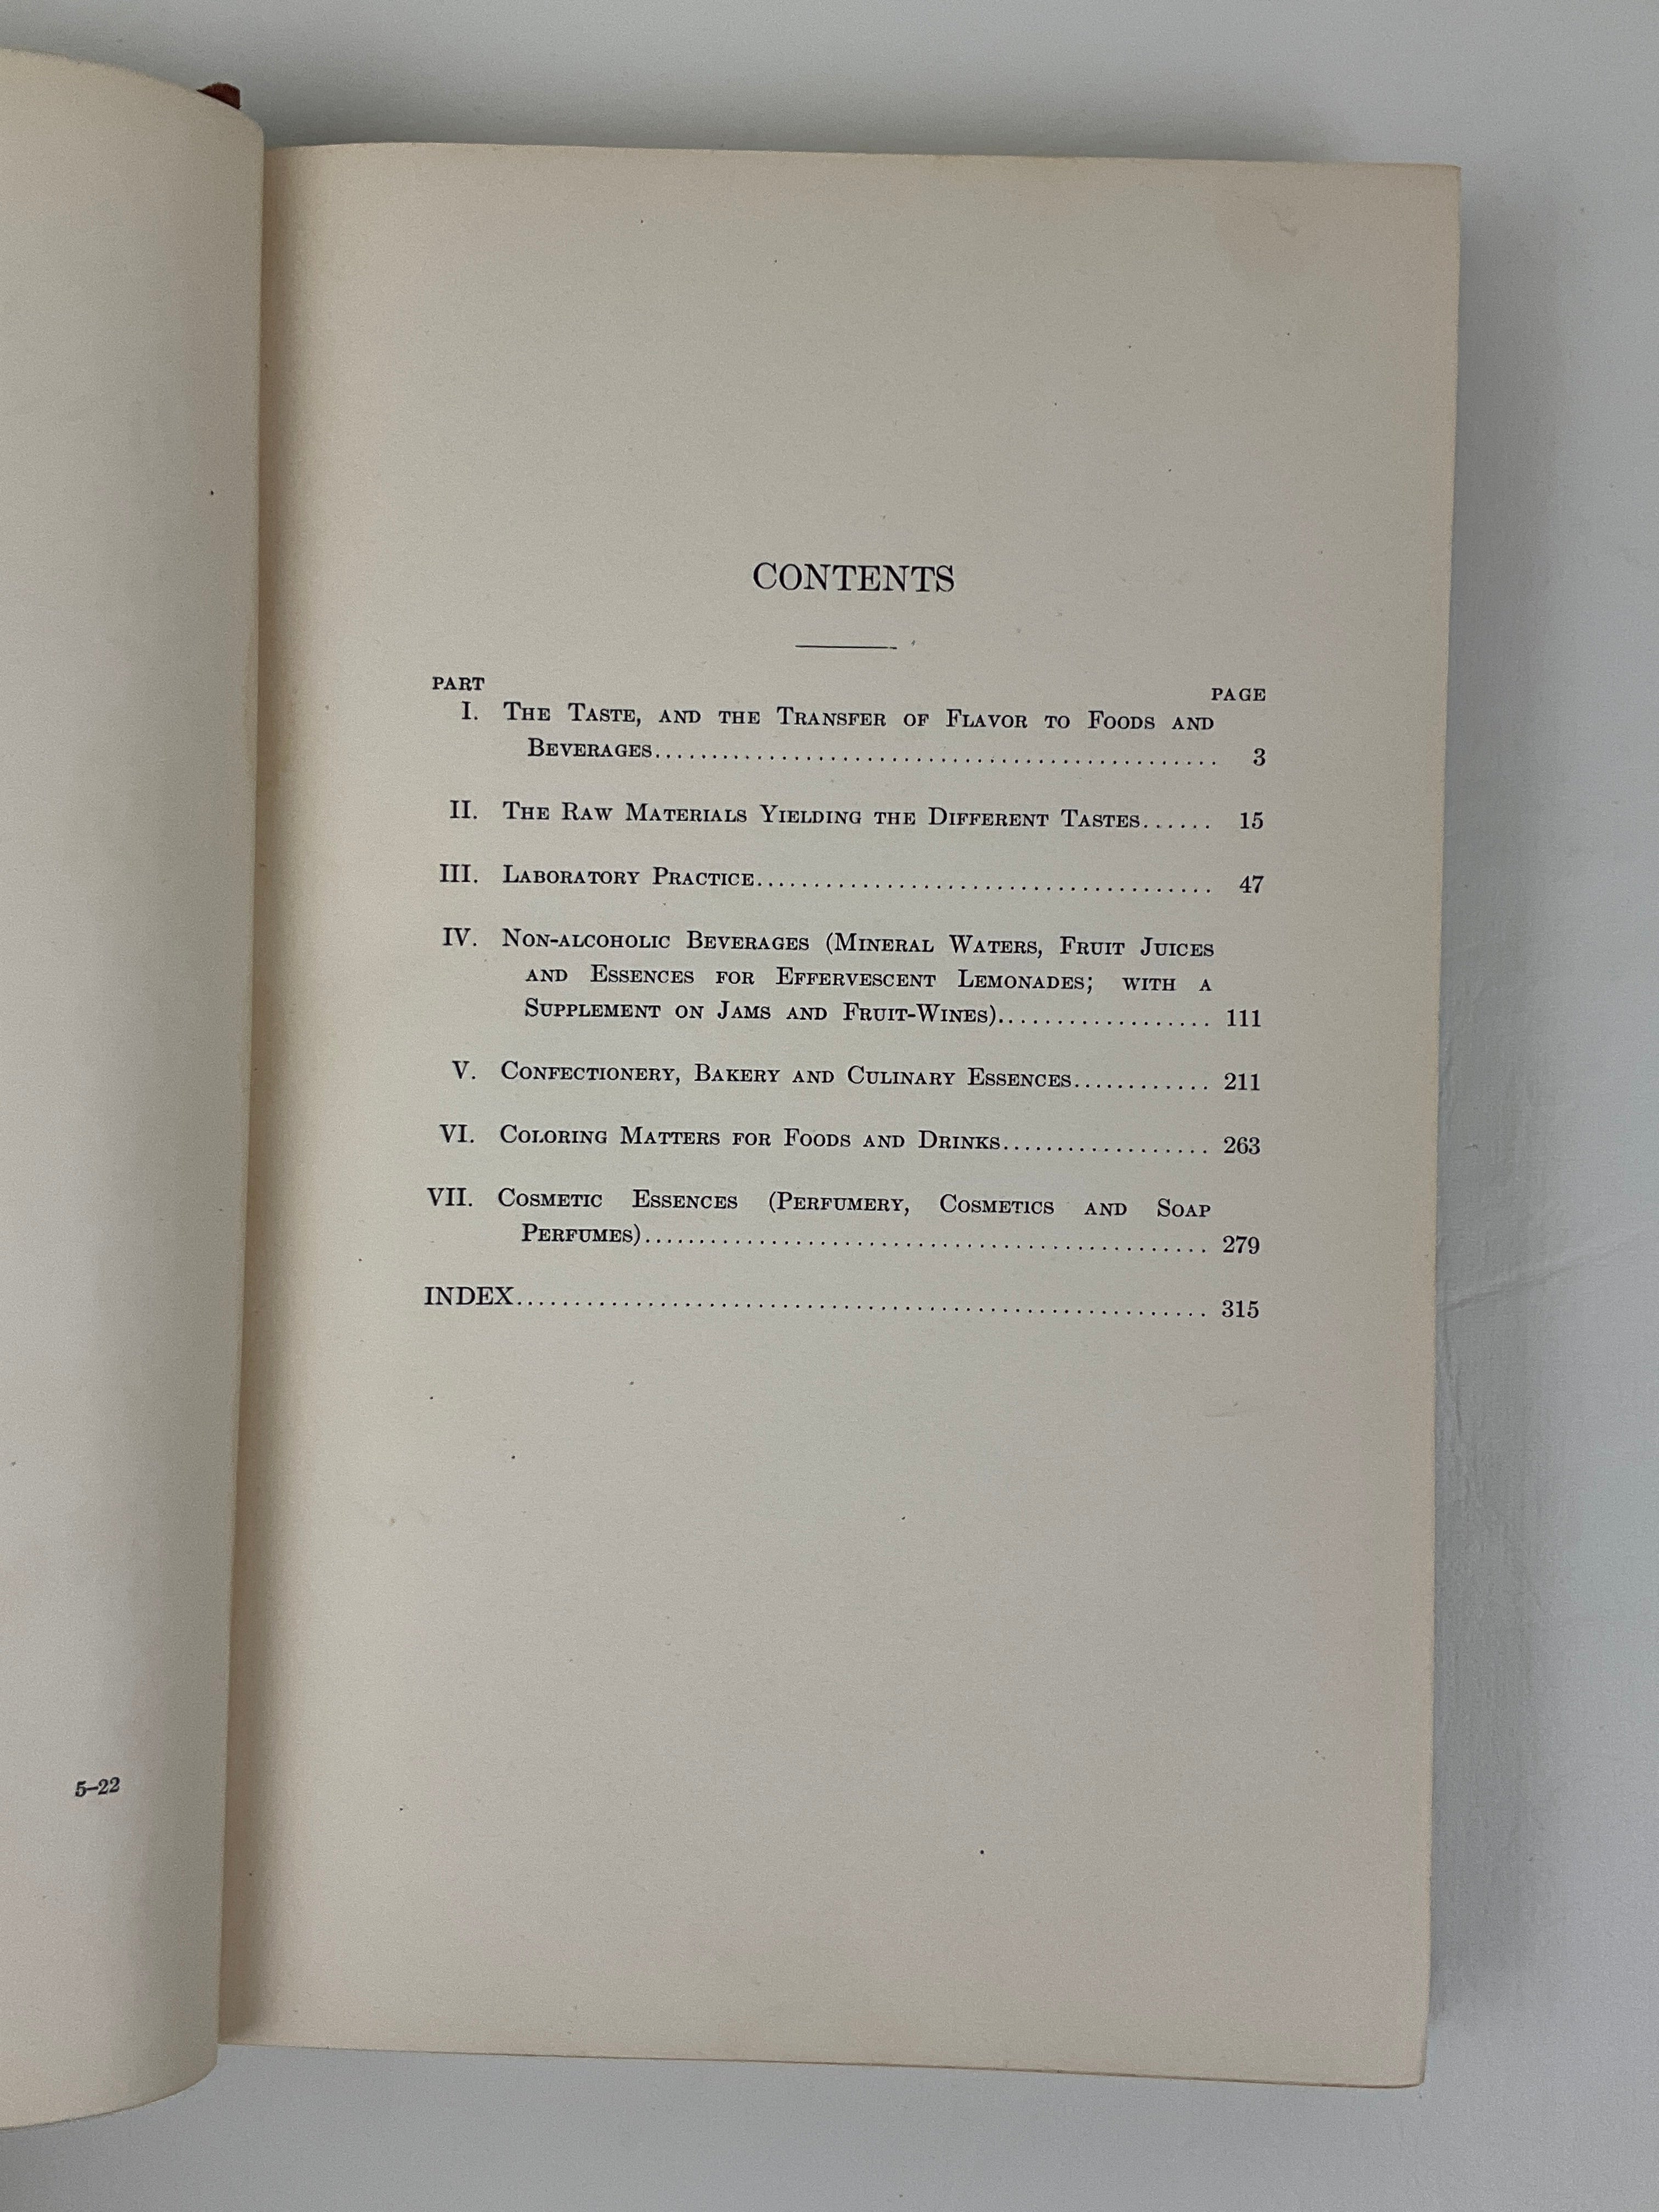 5–22
CONTENTS
PART
PAGE
I. The Taste, and the Transfer of Flavor to Foods and
Beverages................................................. 3
II. The Raw Materials Yielding the Different Tastes...... 15
III. Laboratory Practice........................................ 47
IV. Non-alcoholic Beverages (Mineral Waters, Fruit Juices
and Essences for Effervescent Lemonades; with a
Supplement on Jams and Fruit-Wines)................... 111
V. Confectionery, Bakery and Culinary Essences............ 211
VI. Coloring Matters for Foods and Drinks.................. 263
VII. Cosmetic Essences (Perfumery, Cosmetics and Soap
Perfumes)................................................. 279
INDEX............................................................. 315